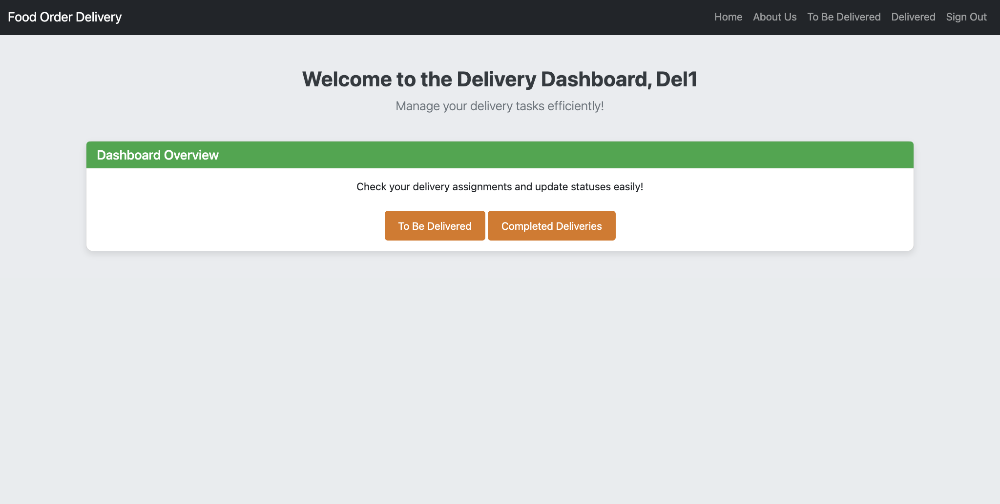 Food Order Delivery
Home About Us To Be Delivered Delivered Sign Out
Welcome to the Delivery Dashboard, Del1
Manage your delivery tasks efficiently!
Dashboard Overview
Check your delivery assignments and update statuses easily!
To Be Delivered Completed Deliveries